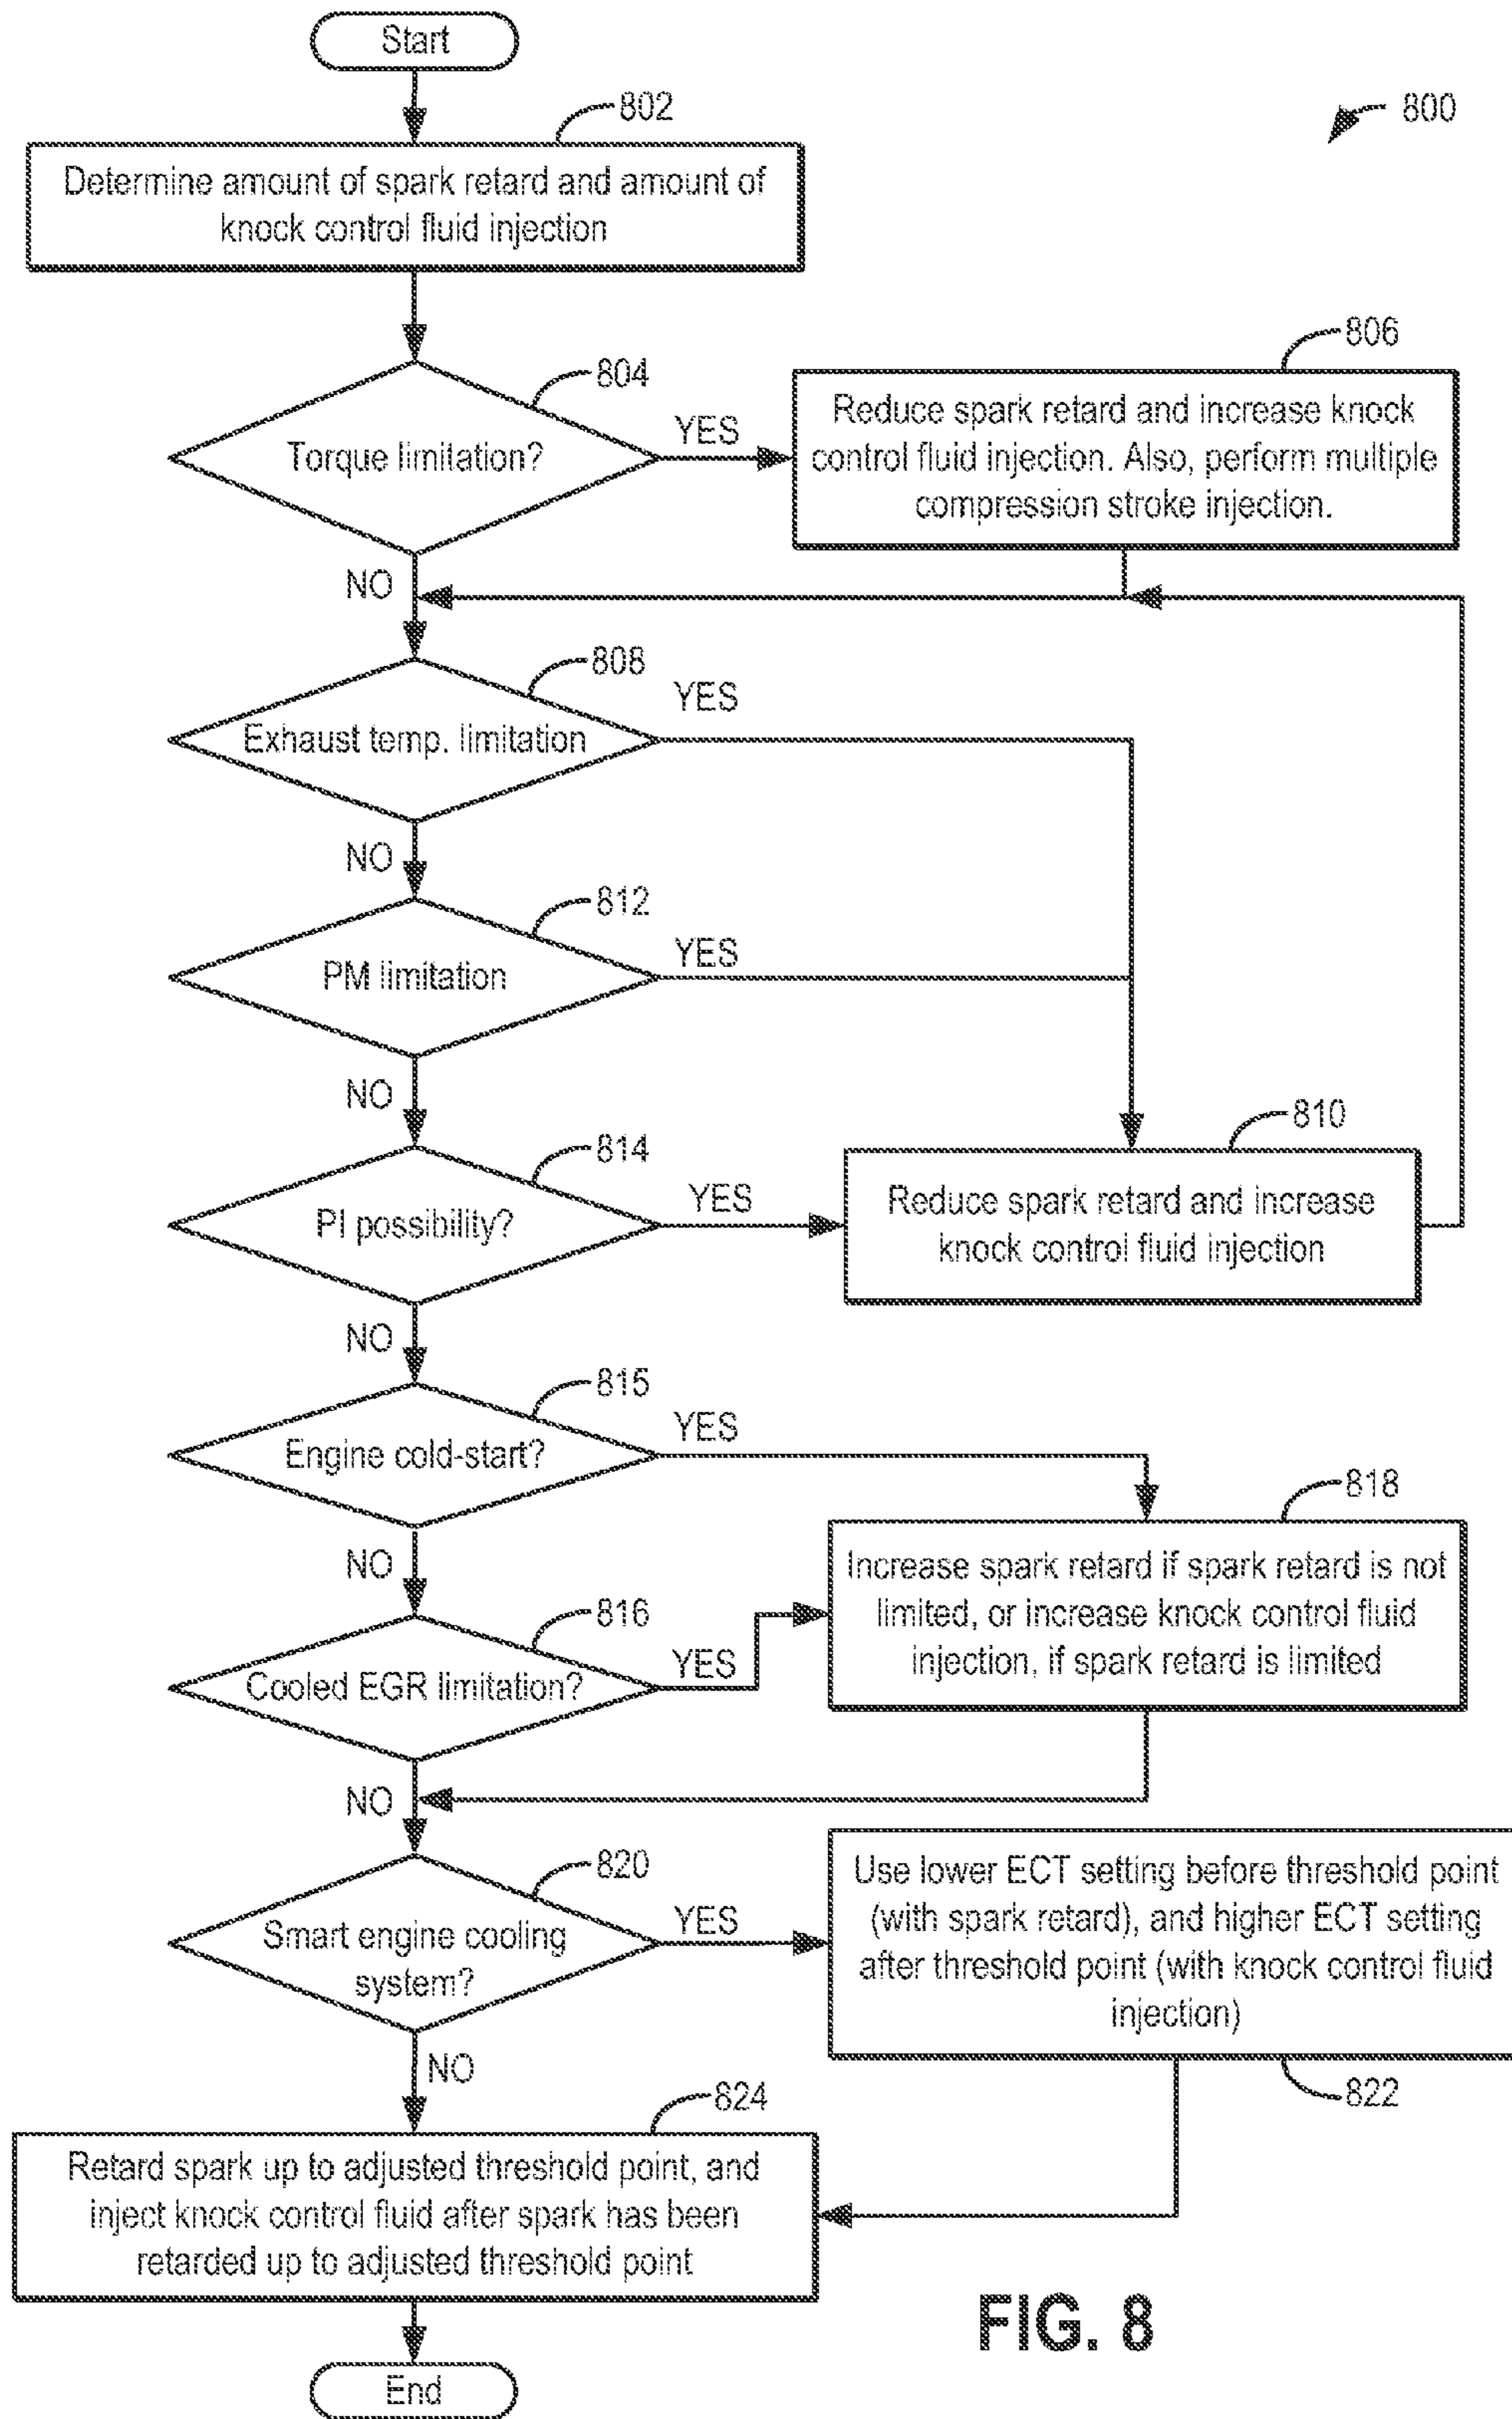 Start
802
800
Determine amount of spark retard and amount of
knock control fluid injection
806
804
Reduce spark retard and increase knock
control fluid injection. Also, perform multiple
compression stroke injection.
YES
Torque limitation?
NO
808
YES
Exhaust temp. limitation
NO
812
YES
PM limitation
NO
810
814
YES
Reduce spark retard and increase
knock control fluid injection
PI possibility?
NO
815
YES
Engine cold-start?
818
NO
Increase spark retard if spark retard is not
limited, or increase knock control fluid
injection, if spark retard is limited
816
YES
Cooled EGR limitation?
NO
820
Use lower ECT setting before threshold point
(with spark retard), and higher ECT setting
after threshold point (with knock control fluid
injection)
YES
Smart engine cooling
system?
NO
822
824
Retard spark up to adjusted threshold point, and
inject knock control fluid after spark has been
retarded up to adjusted threshold point
FIG. 8
End